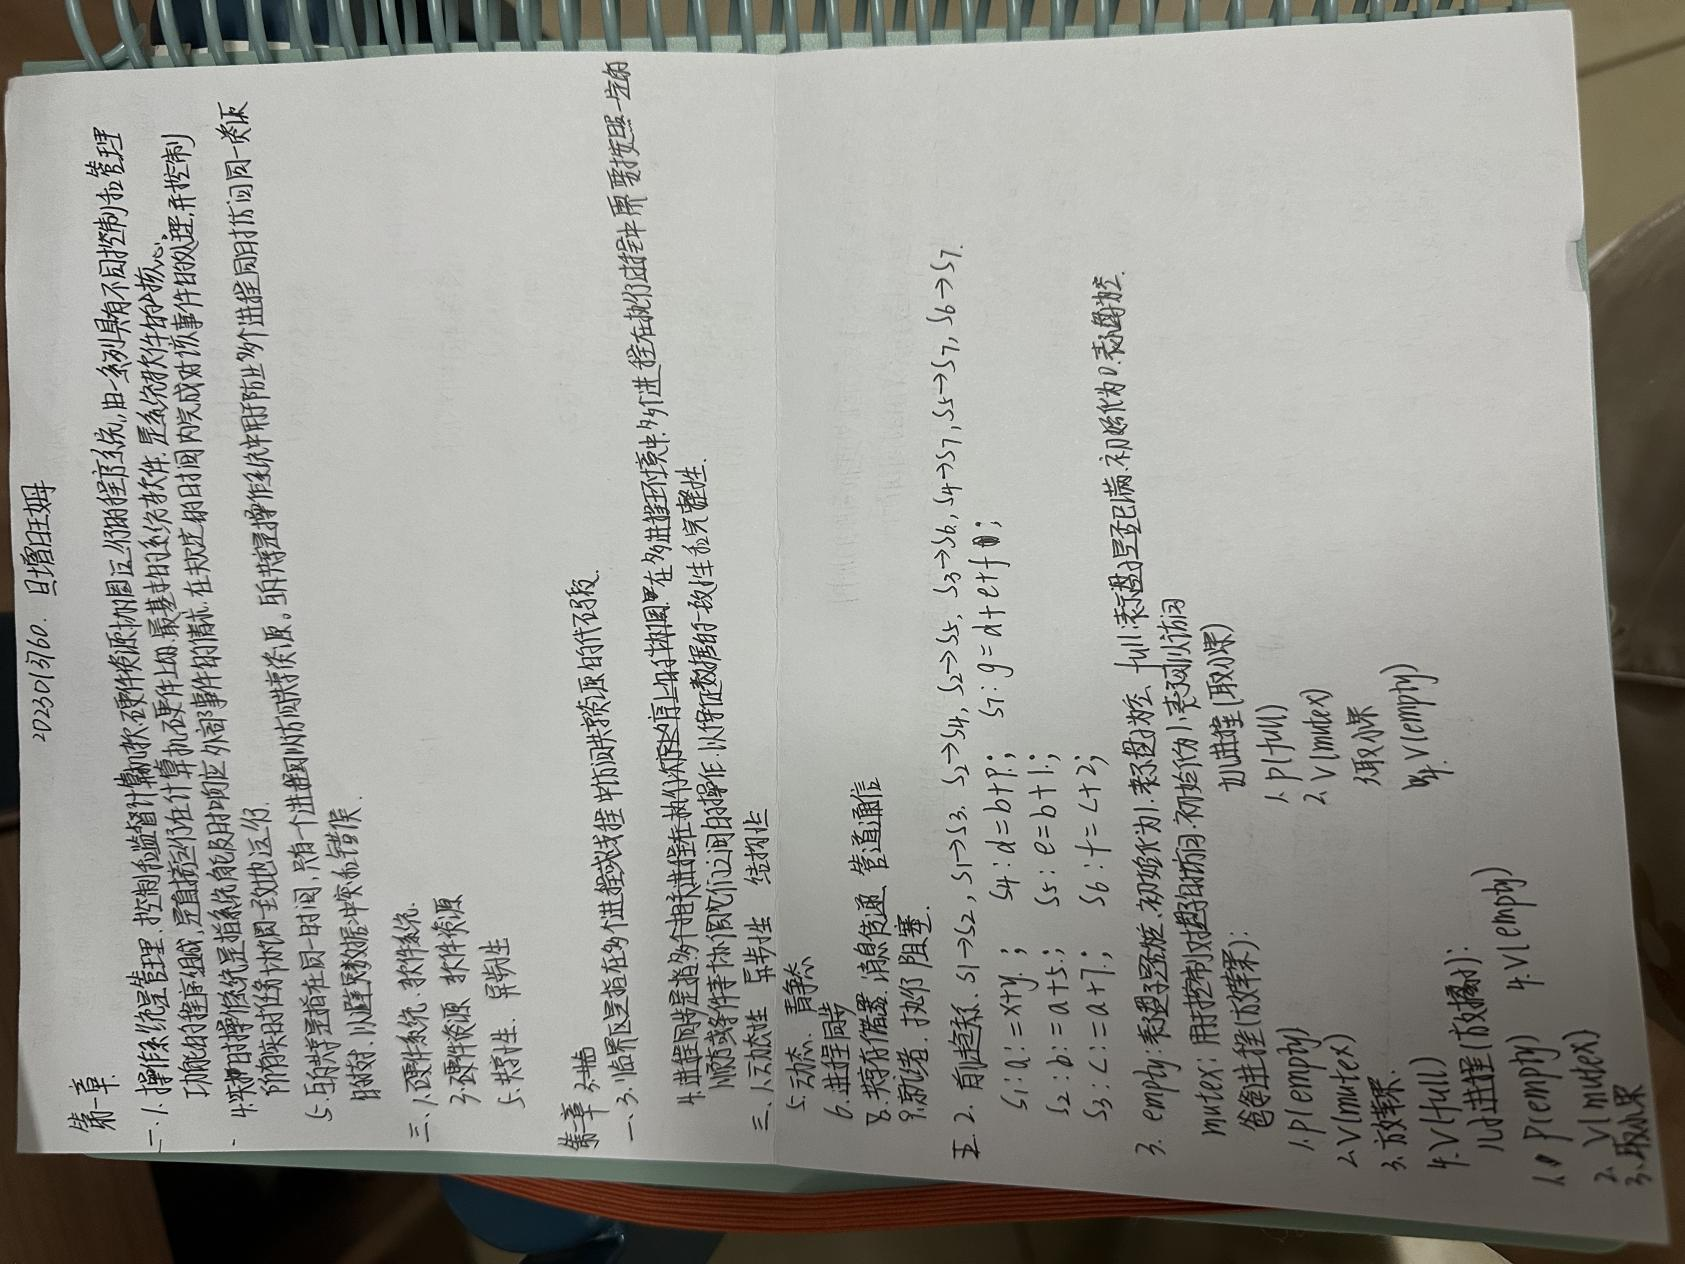 2023013160. 旦增旺姆
第一章
一、1. 操作系统是管理、控制和监督计算机软、硬件资源协调运行的程序系统,由一系列具有不同控制和管理
功能的程序组成,是直接运行在计算机硬件上的、最基本的系统软件,是系统软件的核心。
4. 实时操作系统是指系统能及时响应外部事件的请求,在规定的时间内完成对该事件的处理,并控制
所有实时任务协调一致地运行
5. 互斥共享是指在同一时间,只有一个进程可以访问共享资源。互斥共享是操作系统中用于防止多个进程同时访问同一资源
的方式,以避免数据冲突和错误.
三、1. 硬件系统、软件系统.
3. 硬件资源 软件资源
5. 共享性、异步性
第二章
一、3. 临界区是指在多个进程或线程中访问共享资源的代码段.
4. 进程同步是指多个相关进程在执行次序上的协调 在多进程环境中,多个进程在执行过程中需要按照一定的
顺序或条件来协调它们之间的操作,以保证数据的一致性和完整性.
三、1. 动态性 异步性 结构性
5. 动态、静态
6. 进程同步
8. 共享存储器、消息传递 管道通信
9. 就绪、执行 阻塞.
五 2. 前趋关系、S1→S2, S1→S3, S2→S4, S2→S5, S3→S6, S4→S7, S5→S7, S6→S7.
S1: a:=x+y; S4: d=b+p; S7: g=d+e+f;
S2: b:=a+5; S5: e=b+1;
S3: c:=a+7; S6: f=c+2;
3. empty: 表示盘子是否空,初始化为1.表示盘为空 full:表示盘子是否已满,初始化为0.表示盘为空
mutex: 用于控制对盘子的访问.初始化为1,表示可以访问
爸爸进程(放苹果): 女儿进程(取水果)
1. P(empty) 1. P(full)
2. V(mutex) 2. V(mutex)
3. 放苹果. 取水果
4. V(full) 4. V(empty)
儿子进程(放橘子):
1. P(empty) 4. V(empty)
2. V(mutex)
3. 取水果